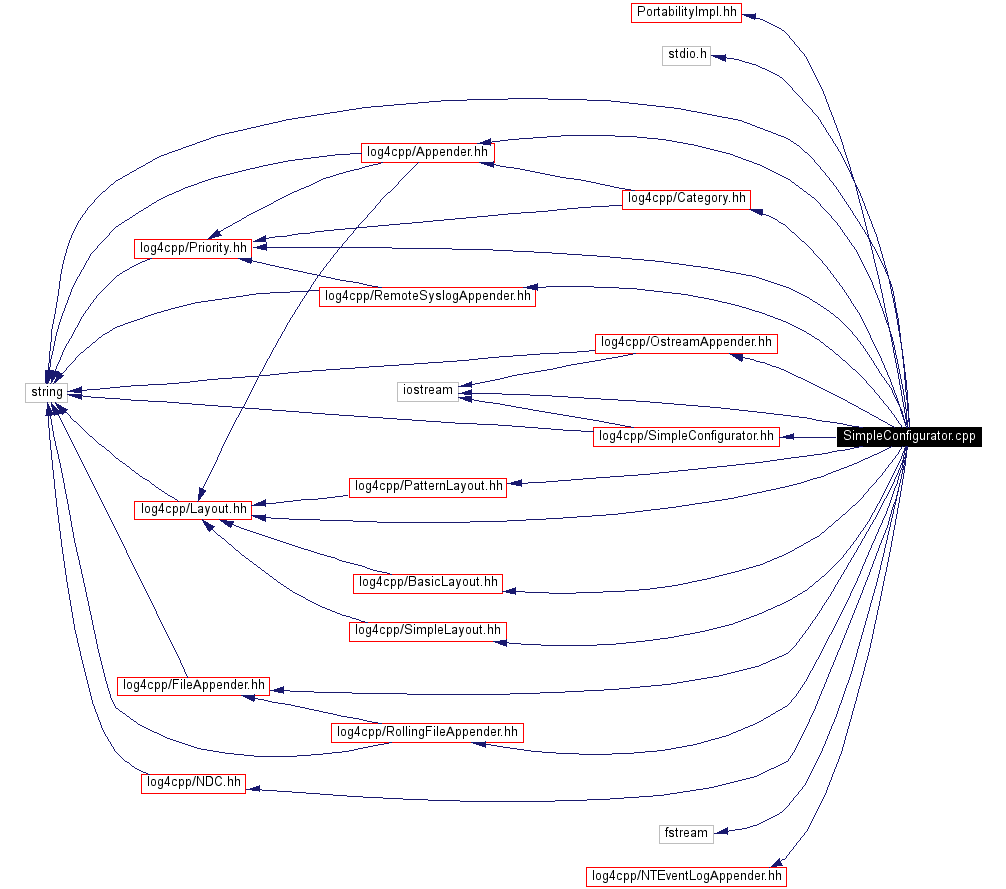 PortabilityImpl.hh
stdio.h
log4cpp/Appender.hh
log4cpp/Category.hh
log4cpp/Priority.hh
log4cpp/RemoteSyslogAppender.hh
log4cpp/OstreamAppender.hh
string
iostream
log4cpp/SimpleConfigurator.hh
SimpleConfigurator.cpp
log4cpp/PatternLayout.hh
log4cpp/Layout.hh
log4cpp/BasicLayout.hh
log4cpp/SimpleLayout.hh
log4cpp/FileAppender.hh
log4cpp/RollingFileAppender.hh
log4cpp/NDC.hh
fstream
log4cpp/NTEventLogAppender.hh